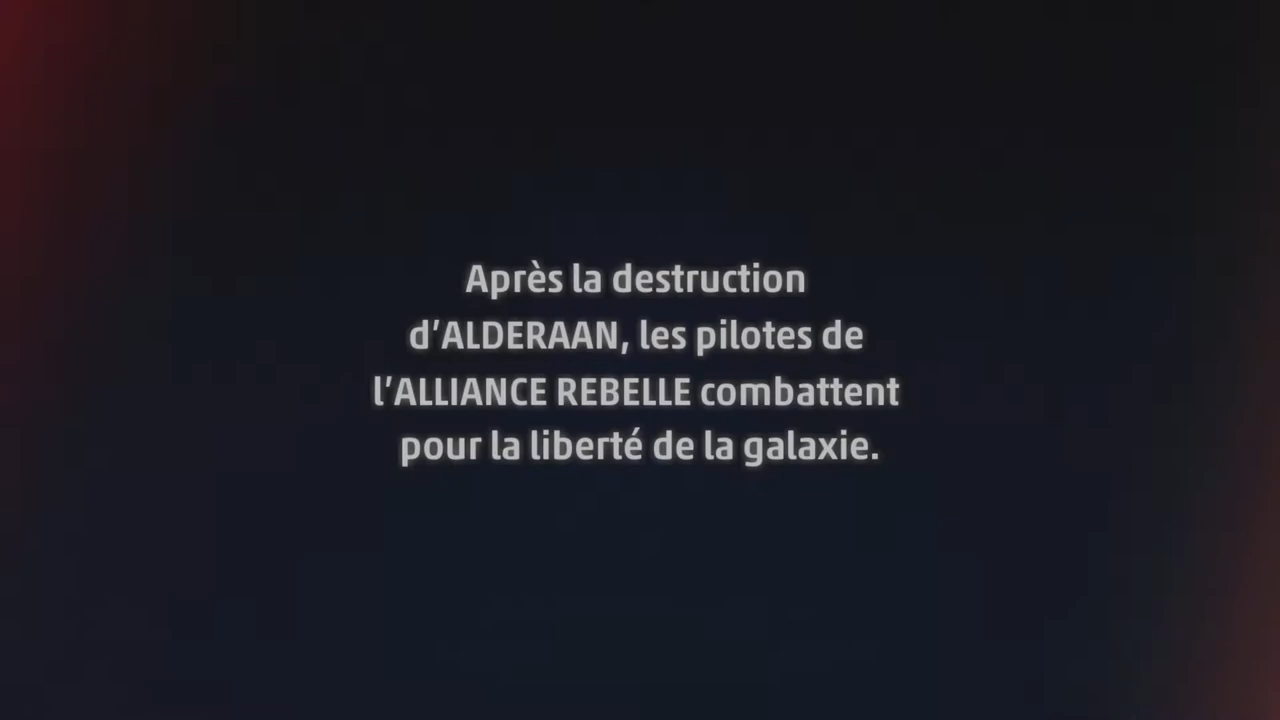 Après la destruction
d’ALDERAAN, les pilotes de
l’ALLIANCE REBELLE combattent
pour la liberté de la galaxie.